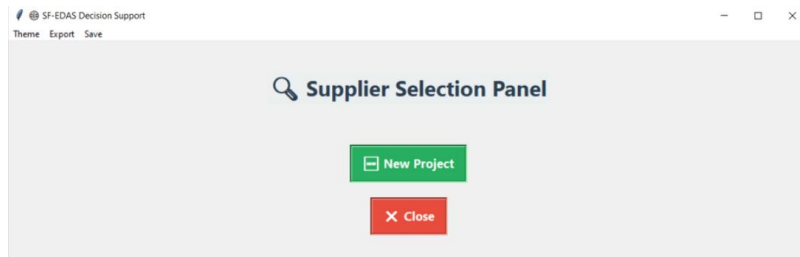 SF-EDAS Decision Support
Theme Export Save
Supplier Selection Panel
New Project
Close